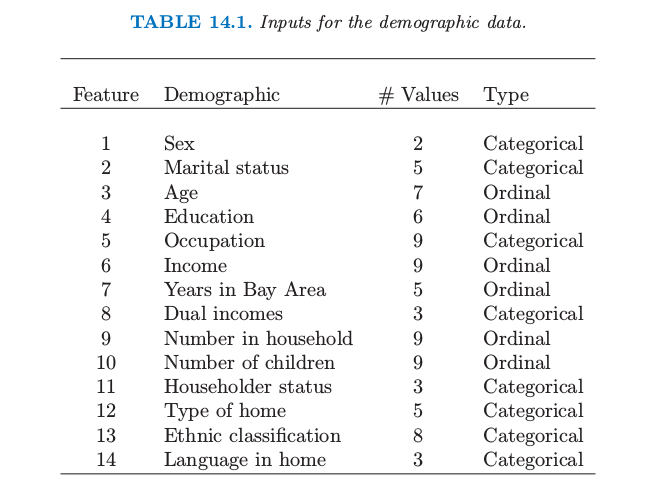 TABLE 14.1. Inputs for the demographic data.
Feature Demographic # Values Type
1 Sex 2 Categorical
2 Marital status 5 Categorical
3 Age 7 Ordinal
4 Education 6 Ordinal
5 Occupation 9 Categorical
6 Income 9 Ordinal
7 Years in Bay Area 5 Ordinal
8 Dual incomes 3 Categorical
9 Number in household 9 Ordinal
10 Number of children 9 Ordinal
11 Householder status 3 Categorical
12 Type of home 5 Categorical
13 Ethnic classification 8 Categorical
14 Language in home 3 Categorical